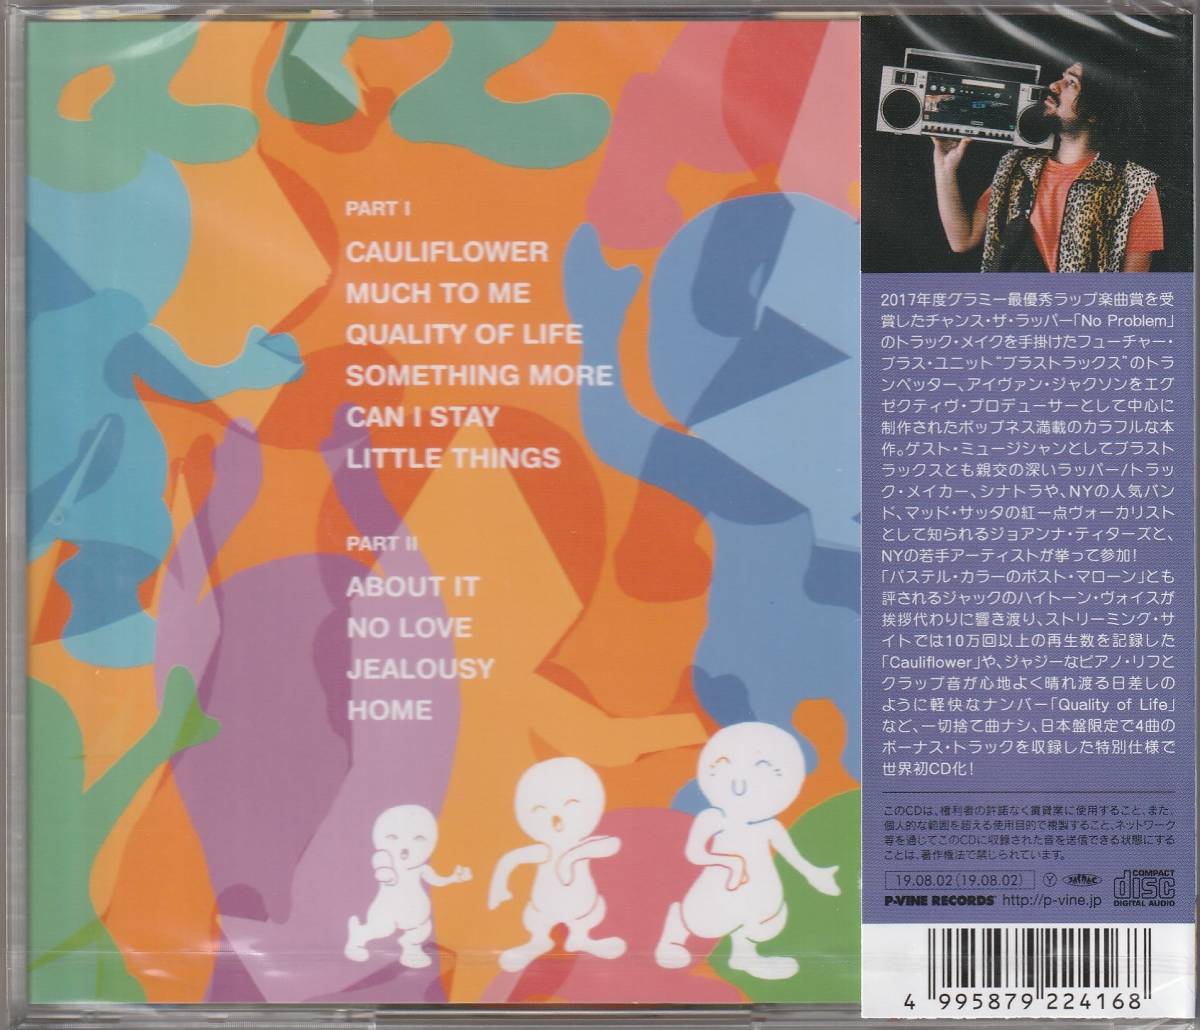 PART I
CAULIFLOWER
MUCH TO ME
QUALITY OF LIFE
SOMETHING MORE
CAN I STAY
LITTLE THINGS
PART II
ABOUT IT
NO LOVE
JEALOUSY
HOME
2017年度グラミー最優秀ラップ楽曲賞を受
賞したチャンス・ザ・ラッパー「No Problem」
のトラック・メイクを手掛けたフューチャー・
ブラス・ユニット“ブラストラックス”のトラ
ンペッター、アイヴァン・ジャクソンをエグ
ゼクティヴ・プロデューサーとして中心に
制作されたポップネス満載のカラフルな本
作。ゲスト・ミュージシャンとしてブラスト
ラックスとも親交の深いラッパー/トラッ
ク・メイカー、シナトラや、NYの人気バン
ド、マッド・サッタの紅一点ヴォーカリスト
として知られるジョアンナ・ティターズと、
NYの若手アーティストが挙って参加!
「パステル・カラーのポスト・マローン」とも
評されるジャックのハイトーン・ヴォイスが
挨拶代わりに響き渡り、ストリーミング・サ
イトでは10万回以上の再生数を記録した
「Cauliflower」や、ジャジーなピアノ・リフと
クラップ音が心地よく晴れ渡る日差しの
ように軽快なナンバー「Quality of Life」
など、一切捨て曲ナシ、日本盤限定で4曲の
ボーナス・トラックを収録した特別仕様で
世界初CD化!
このCDは、権利者の許諾なく賃貸業に使用すること、また、
個人的な範囲を超える使用目的で複製すること、ネットワーク
等を通じてこのCDに収録された音を送信できる状態にする
ことは、著作権法で禁じられています。
19.08.02(19.08.02) Y
COMPACT
disc
DIGITAL AUDIO
P-VINE RECORDS http://p-vine.jp
4 995879 224168